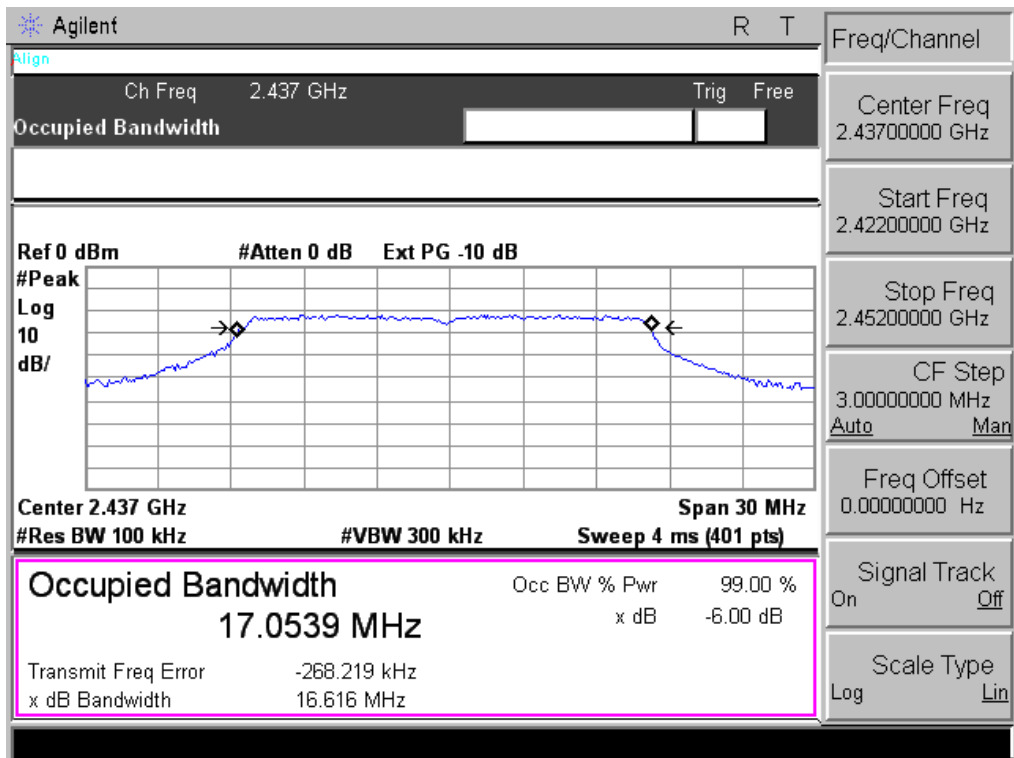 Agilent R T
Align
Ch Freq 2.437 GHz Trig Free
Occupied Bandwidth
Ref 0 dBm #Atten 0 dB Ext PG -10 dB
#Peak
Log
10
dB/
Center 2.437 GHz Span 30 MHz
#Res BW 100 kHz #VBW 300 kHz Sweep 4 ms (401 pts)
Occupied Bandwidth
17.0539 MHz
Occ BW % Pwr 99.00 %
x dB -6.00 dB
Transmit Freq Error -268.219 kHz
x dB Bandwidth 16.616 MHz
Freq/Channel
Center Freq
2.43700000 GHz
Start Freq
2.42200000 GHz
Stop Freq
2.45200000 GHz
CF Step
3.00000000 MHz
Auto Man
Freq Offset
0.00000000 Hz
Signal Track
On Off
Scale Type
Log Lin